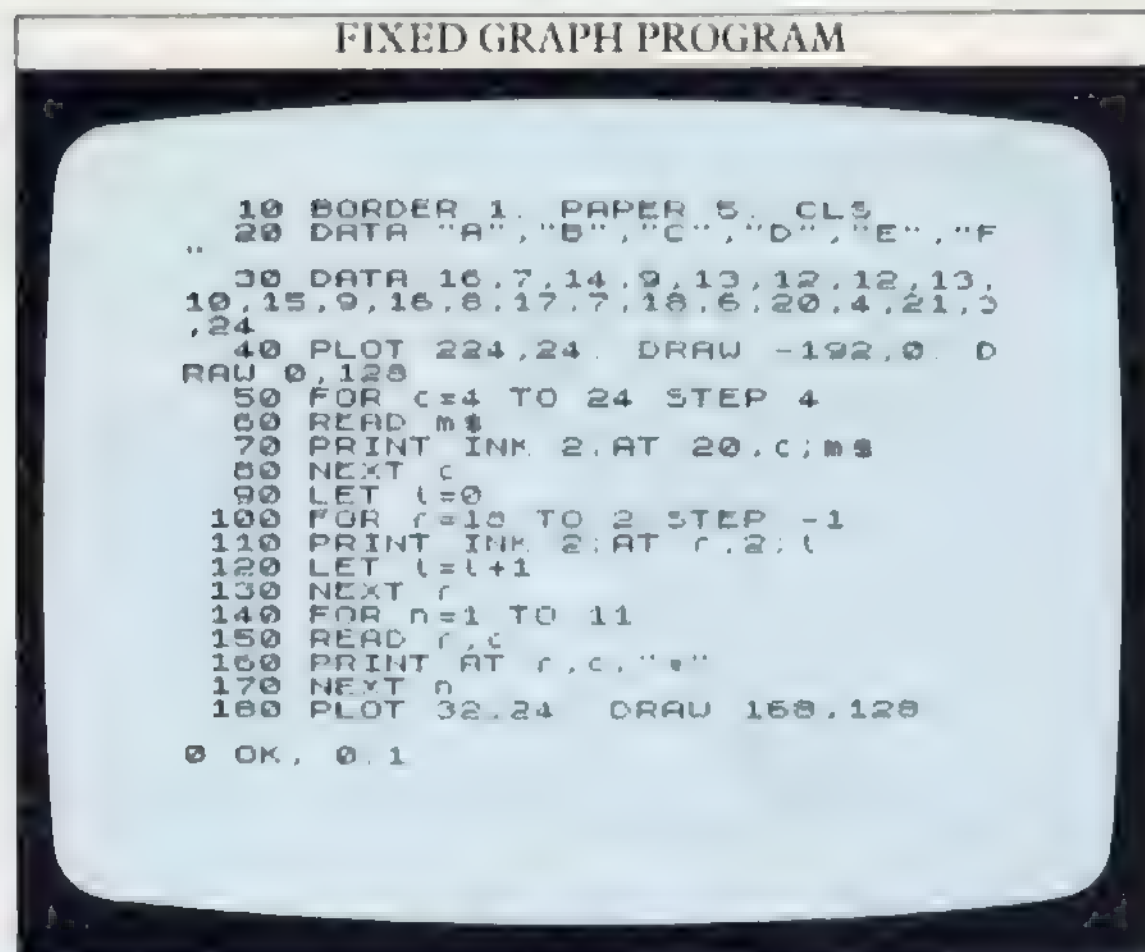 FIXED GRAPH PROGRAM
10 BORDER 1: PAPER 5: CLS
20 DATA "A","B","C","D","E","F
"
30 DATA 16,7,14,9,13,12,12,13,
10,15,9,16,8,17,7,18,6,20,4,21,3
,24
40 PLOT 224,24: DRAW -192,0: D
RAW 0,128
50 FOR c=4 TO 24 STEP 4
60 READ m$
70 PRINT INK 2;AT 20,c;m$
80 NEXT c
90 LET l=0
100 FOR r=18 TO 2 STEP -1
110 PRINT INK 2;AT r,2;l
120 LET l=l+1
130 NEXT r
140 FOR n=1 TO 11
150 READ r,c
160 PRINT AT r,c;"*"
170 NEXT n
180 PLOT 32,24: DRAW 168,128
0 OK, 0:1